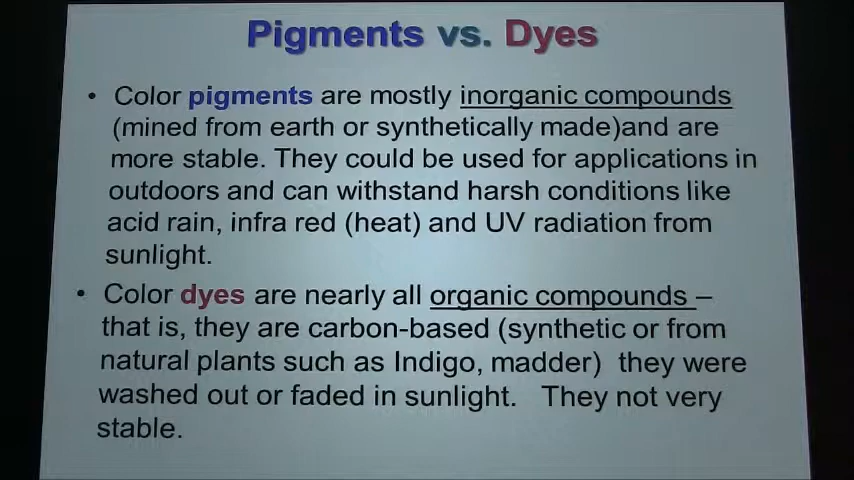 Pigments vs. Dyes
• Color pigments are mostly inorganic compounds
(mined from earth or synthetically made)and are
more stable. They could be used for applications in
outdoors and can withstand harsh conditions like
acid rain, infra red (heat) and UV radiation from
sunlight.
• Color dyes are nearly all organic compounds –
that is, they are carbon-based (synthetic or from
natural plants such as Indigo, madder) they were
washed out or faded in sunlight. They not very
stable.